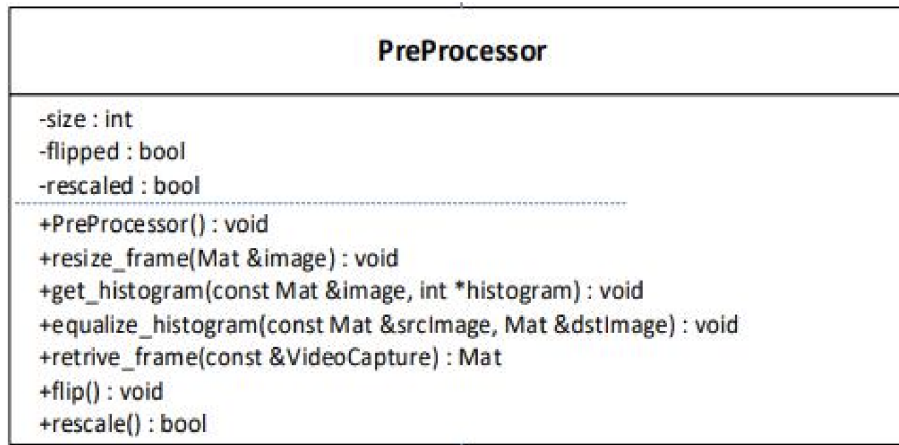 PreProcessor
-size : int
-flipped : bool
-rescaled : bool
+PreProcessor() : void
+resize_frame(Mat &image) : void
+get_histogram(const Mat &image, int *histogram) : void
+equalize_histogram(const Mat &srcImage, Mat &dstImage) : void
+retrive_frame(const &VideoCapture) : Mat
+flip() : void
+rescale() : bool